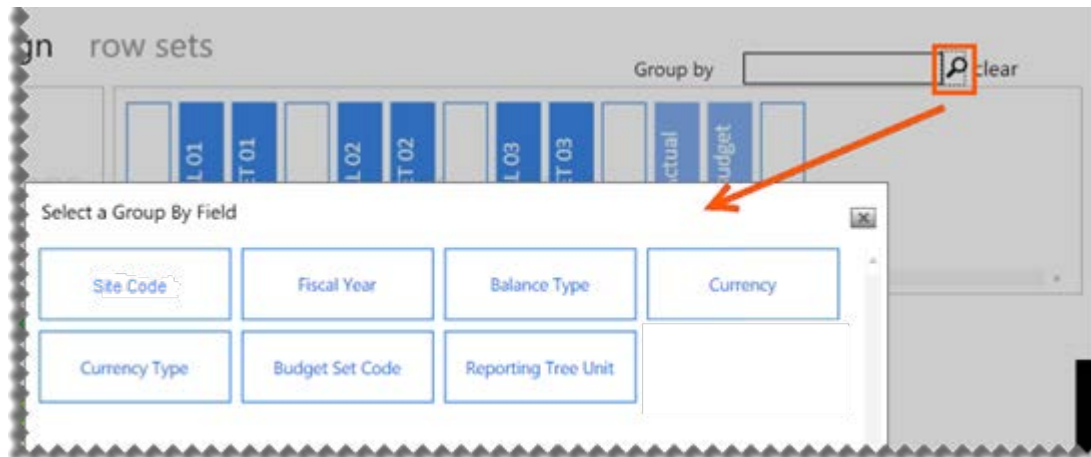 gn row sets
Group by clear
L 01
ET 01
L 02
ET 02
L 03
ET 03
Actual
udget
Select a Group By Field
Site Code Fiscal Year Balance Type Currency
Currency Type Budget Set Code Reporting Tree Unit